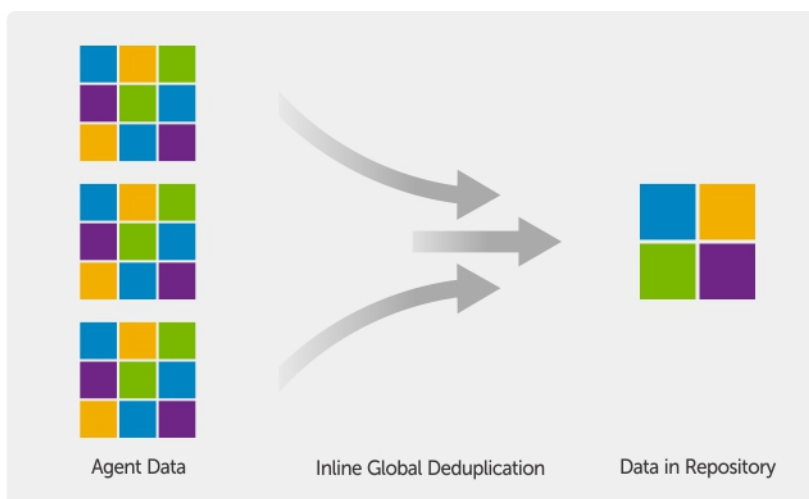 Agent Data
Inline Global Deduplication
Data in Repository